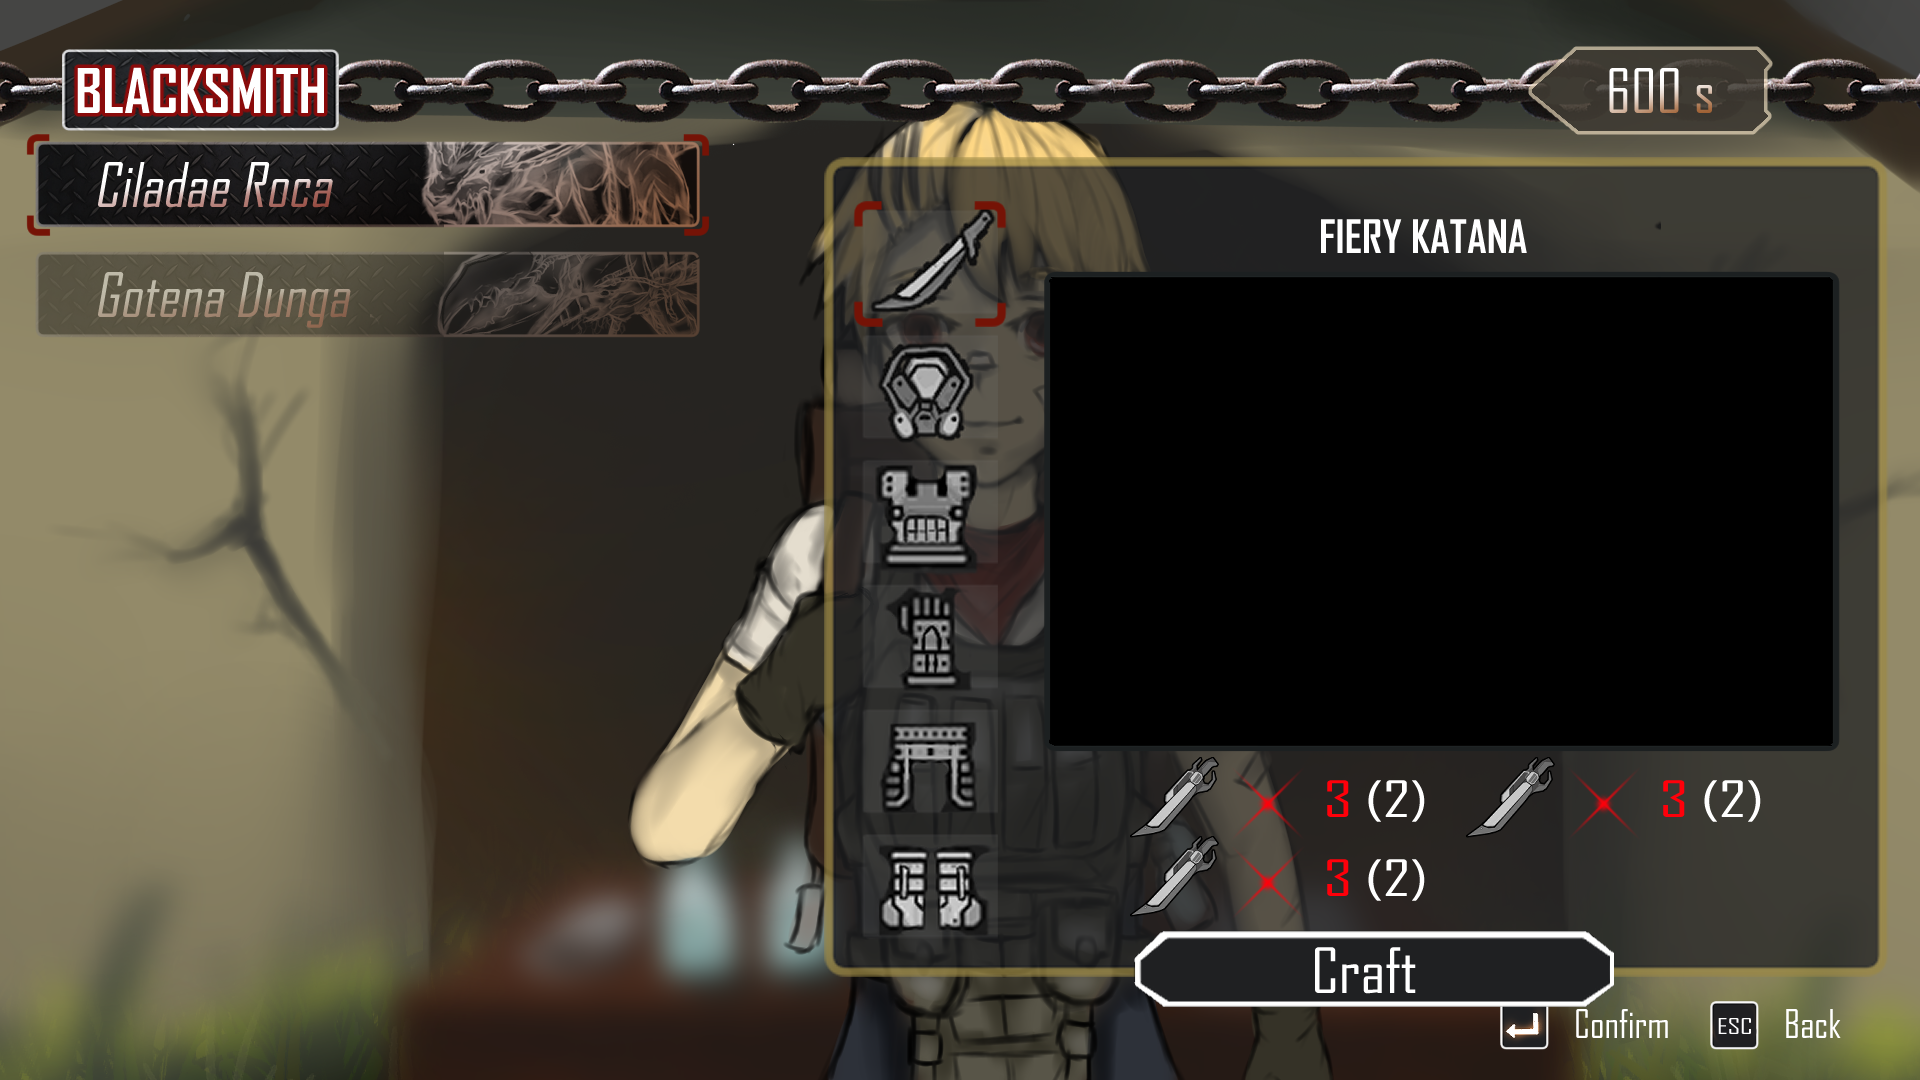 BLACKSMITH
600 s
Ciladae Roca
Gotena Dunga
FIERY KATANA
3 (2)
3 (2)
3 (2)
Craft
Confirm
ESC Back